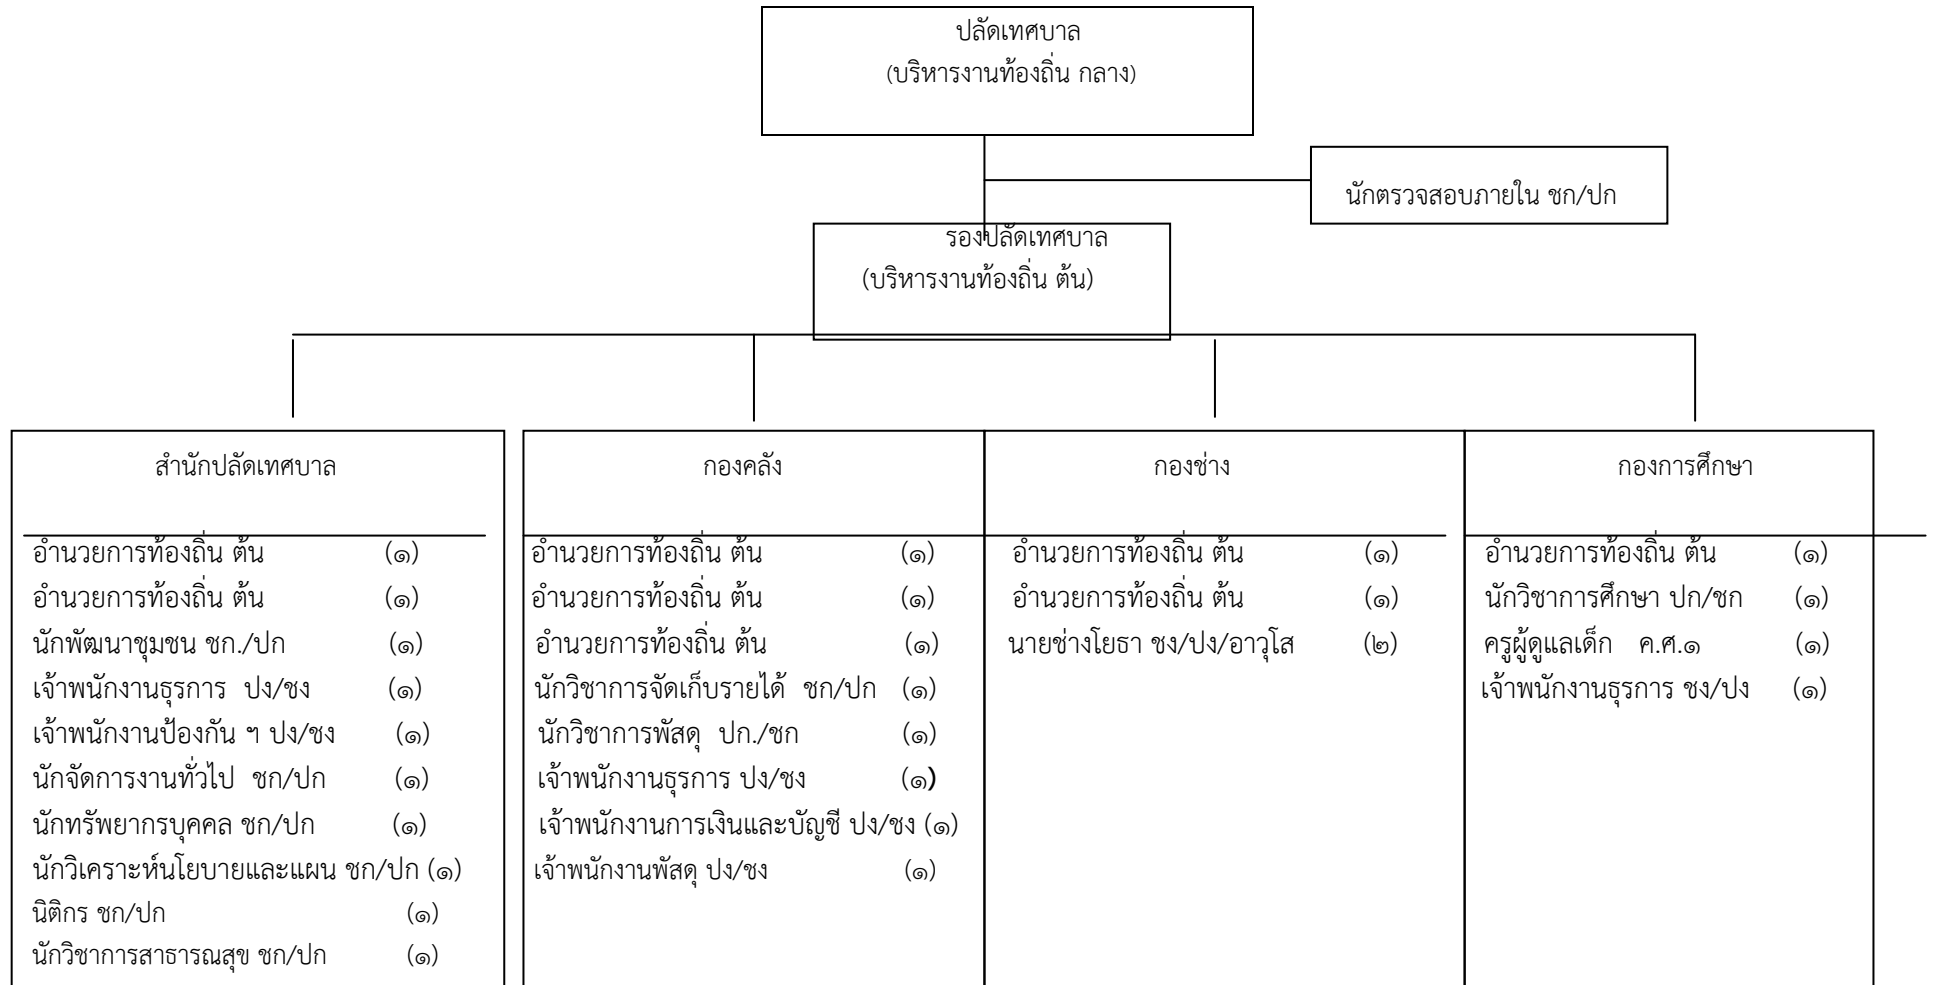 ปลัดเทศบาล
(บริหารงานท้องถิ่น กลาง)
นักตรวจสอบภายใน ชก/ปก
รองปลัดเทศบาล
(บริหารงานท้องถิ่น ต้น)
สำนักปลัดเทศบาล
อำนวยการท้องถิ่น ต้น (๑)
อำนวยการท้องถิ่น ต้น (๑)
นักพัฒนาชุมชน ชก./ปก (๑)
เจ้าพนักงานธุรการ ปง/ชง (๑)
เจ้าพนักงานป้องกัน ฯ ปง/ชง (๑)
นักจัดการงานทั่วไป ชก/ปก (๑)
นักทรัพยากรบุคคล ชก/ปก (๑)
นักวิเคราะห์นโยบายและแผน ชก/ปก (๑)
นิติกร ชก/ปก (๑)
นักวิชาการสาธารณสุข ชก/ปก (๑)
กองคลัง
อำนวยการท้องถิ่น ต้น (๑)
อำนวยการท้องถิ่น ต้น (๑)
อำนวยการท้องถิ่น ต้น (๑)
นักวิชาการจัดเก็บรายได้ ชก/ปก (๑)
นักวิชาการพัสดุ ปก./ชก (๑)
เจ้าพนักงานธุรการ ปง/ชง (๑)
เจ้าพนักงานการเงินและบัญชี ปง/ชง (๑)
เจ้าพนักงานพัสดุ ปง/ชง (๑)
กองช่าง
อำนวยการท้องถิ่น ต้น (๑)
อำนวยการท้องถิ่น ต้น (๑)
นายช่างโยธา ชง/ปง/อาวุโส (๒)
กองการศึกษา
อำนวยการท้องถิ่น ต้น (๑)
นักวิชาการศึกษา ปก/ชก (๑)
ครูผู้ดูแลเด็ก ค.ศ.๑ (๑)
เจ้าพนักงานธุรการ ชง/ปง (๑)